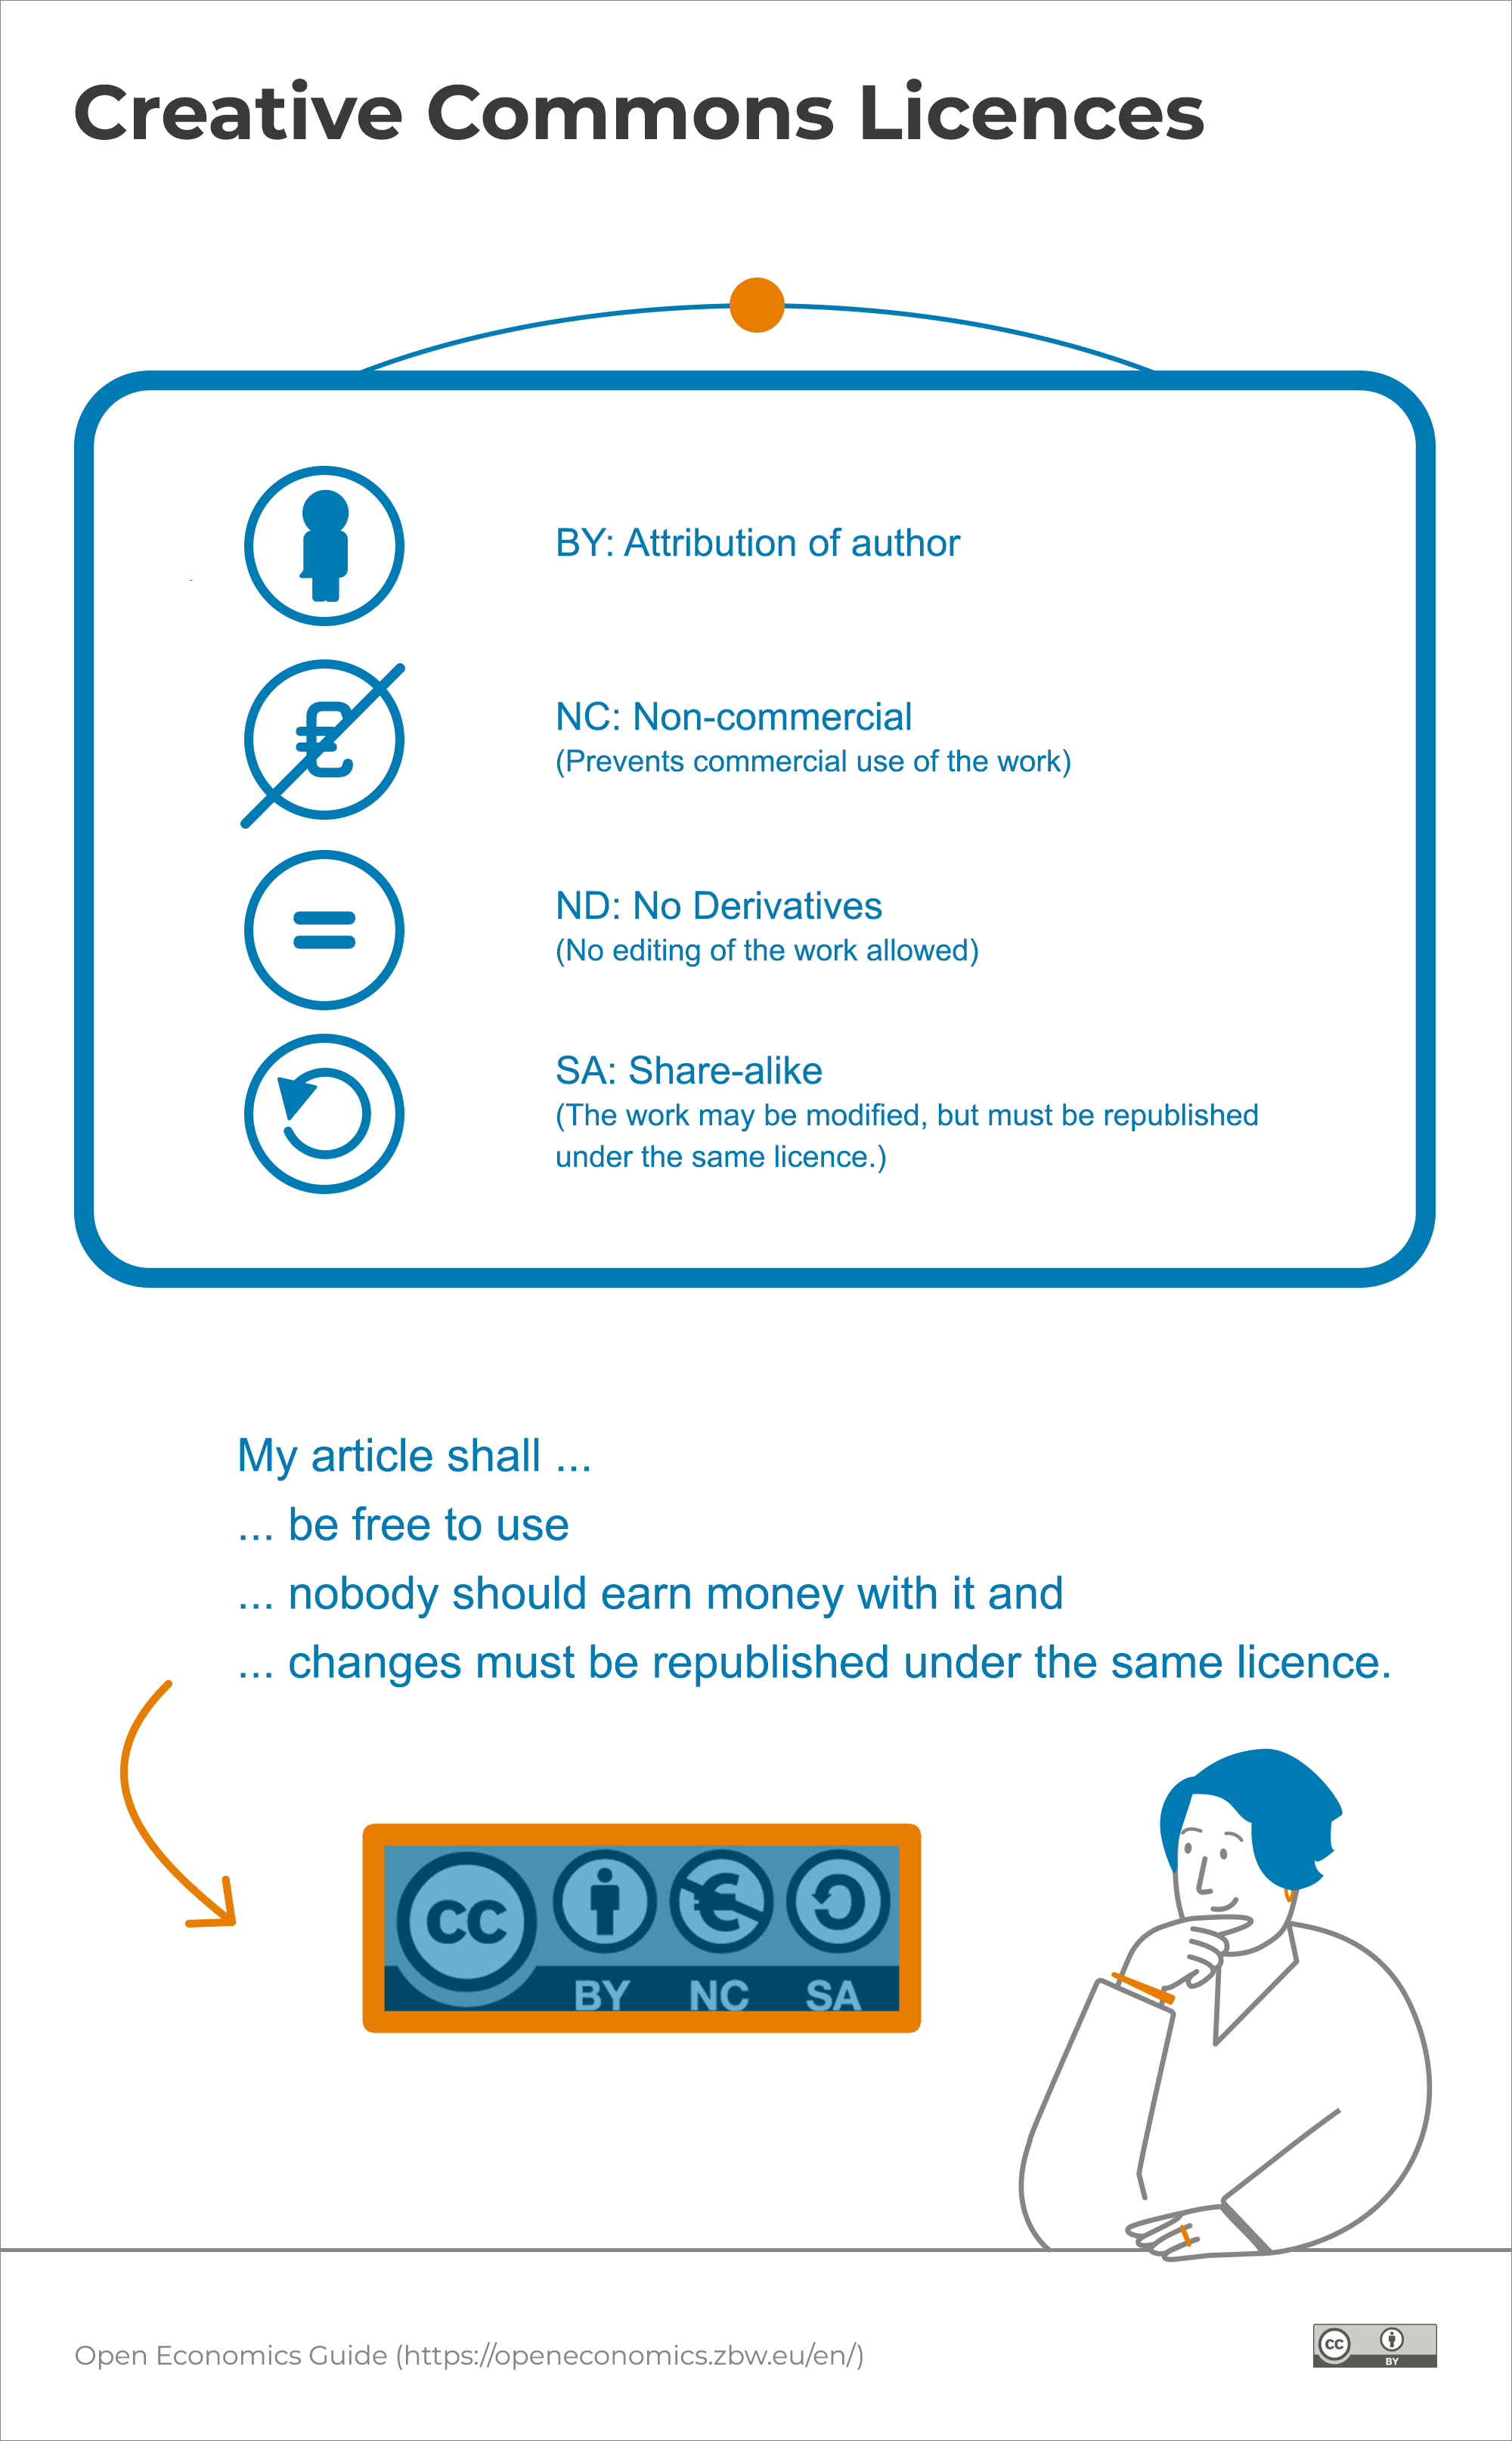 Creative Commons Licences
BY: Attribution of author
NC: Non-commercial
(Prevents commercial use of the work)
ND: No Derivatives
(No editing of the work allowed)
SA: Share-alike
(The work may be modified, but must be republished
under the same licence.)
My article shall ...
... be free to use
... nobody should earn money with it and
... changes must be republished under the same licence.
cc
BY NC SA
Open Economics Guide (https://openeconomics.zbw.eu/en/)
cc
BY